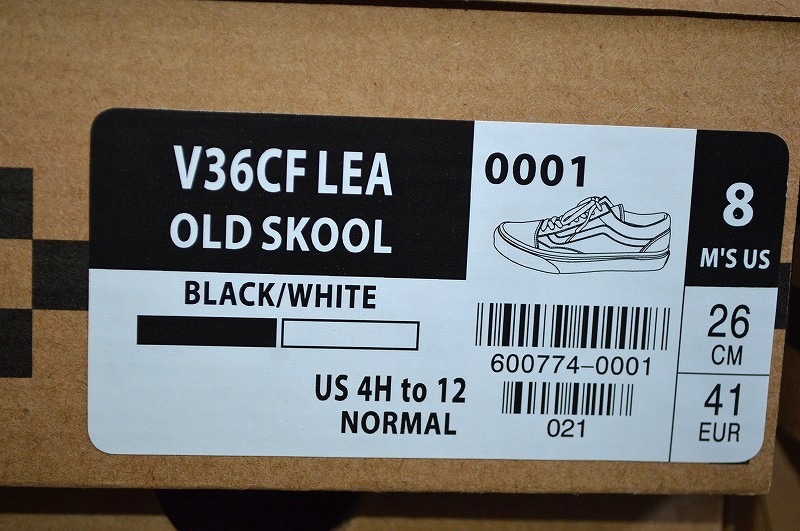 V36CF LEA
OLD SKOOL
BLACK/WHITE
US 4H to 12
NORMAL
0001
600774-0001
021
8
M'S US
26
CM
41
EUR